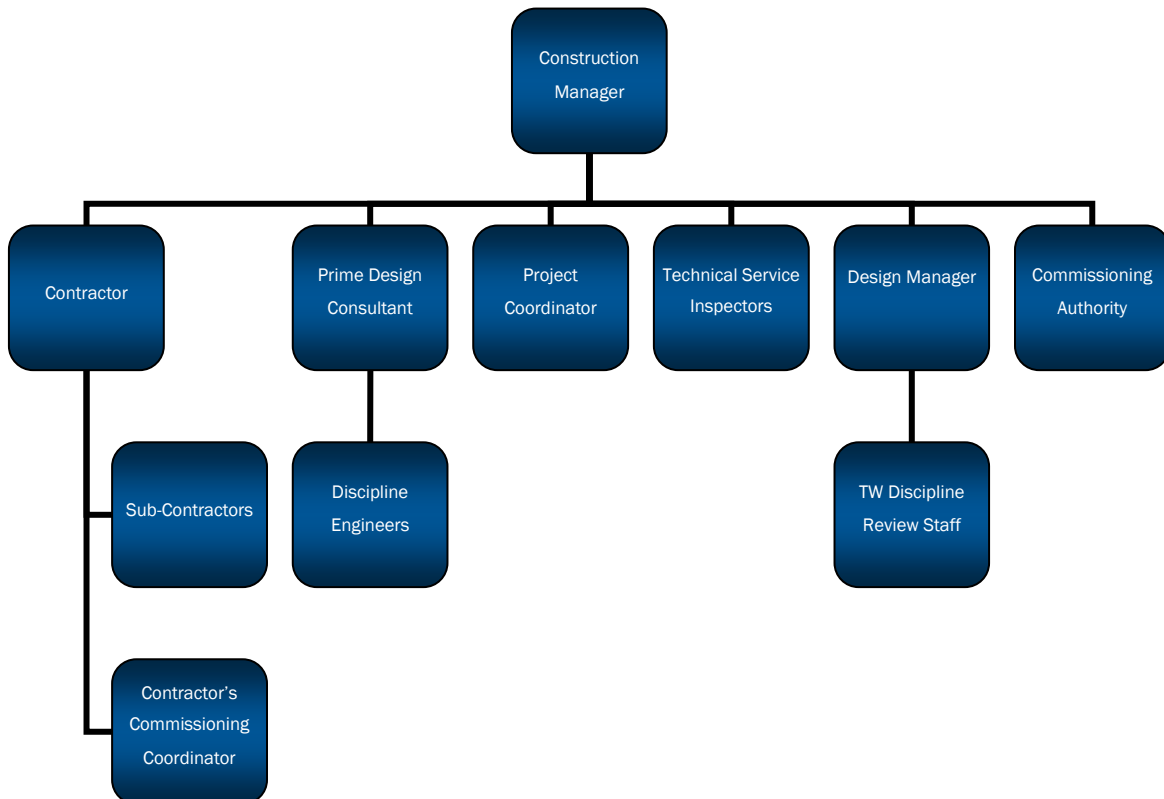 Construction
Manager
Contractor
Prime Design
Consultant
Project
Coordinator
Technical Service
Inspectors
Design Manager
Commissioning
Authority
Sub-Contractors
Discipline
Engineers
TW Discipline
Review Staff
Contractor’s
Commissioning
Coordinator